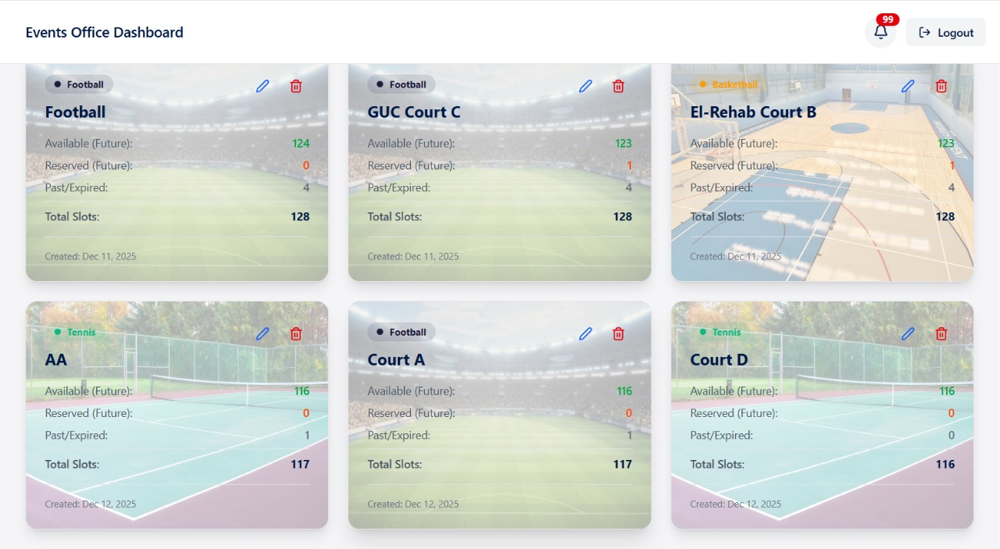 Events Office Dashboard
99
Logout
Football
Football
Available (Future): 124
Reserved (Future): 0
Past/Expired: 4
Total Slots: 128
Created: Dec 11, 2025
Football
GUC Court C
Available (Future): 123
Reserved (Future): 1
Past/Expired: 4
Total Slots: 128
Created: Dec 11, 2025
Basketball
El-Rehab Court B
Available (Future): 123
Reserved (Future): 1
Past/Expired: 4
Total Slots: 128
Created: Dec 11, 2025
Tennis
AA
Available (Future): 116
Reserved (Future): 0
Past/Expired: 1
Total Slots: 117
Created: Dec 12, 2025
Football
Court A
Available (Future): 116
Reserved (Future): 0
Past/Expired: 1
Total Slots: 117
Created: Dec 12, 2025
Tennis
Court D
Available (Future): 116
Reserved (Future): 0
Past/Expired: 0
Total Slots: 116
Created: Dec 12, 2025